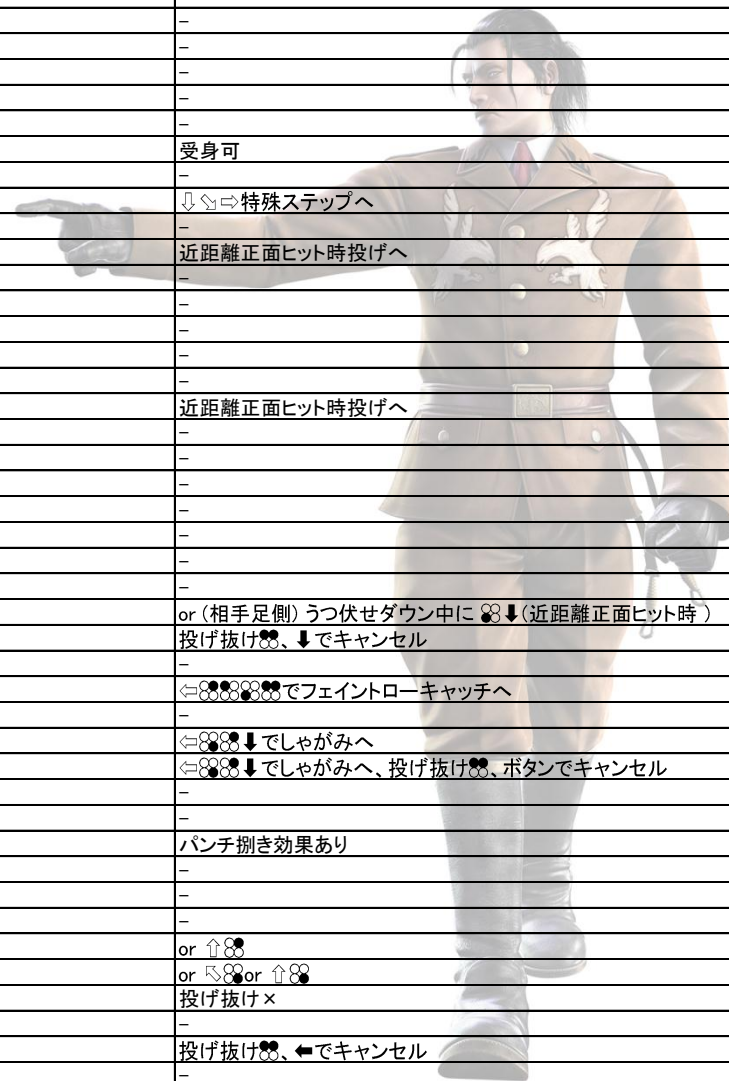 -
-
-
-
-
受身可
-
⇩⬂⇨特殊ステップへ
-
近距離正面ヒット時投げへ
-
-
-
-
-
近距離正面ヒット時投げへ
-
-
-
-
-
-
-
or (相手足側) うつ伏せダウン中に ⬇(近距離正面ヒット時 )
投げ抜け、⬇でキャンセル
-
⇦でフェイントローキャッチへ
-
⇦⬇でしゃがみへ
⇦⬇でしゃがみへ、投げ抜け、ボタンでキャンセル
-
-
パンチ捌き効果あり
-
-
-
or ⇧
or ⬁or ⇧
投げ抜け×
-
投げ抜け、⬅でキャンセル
-